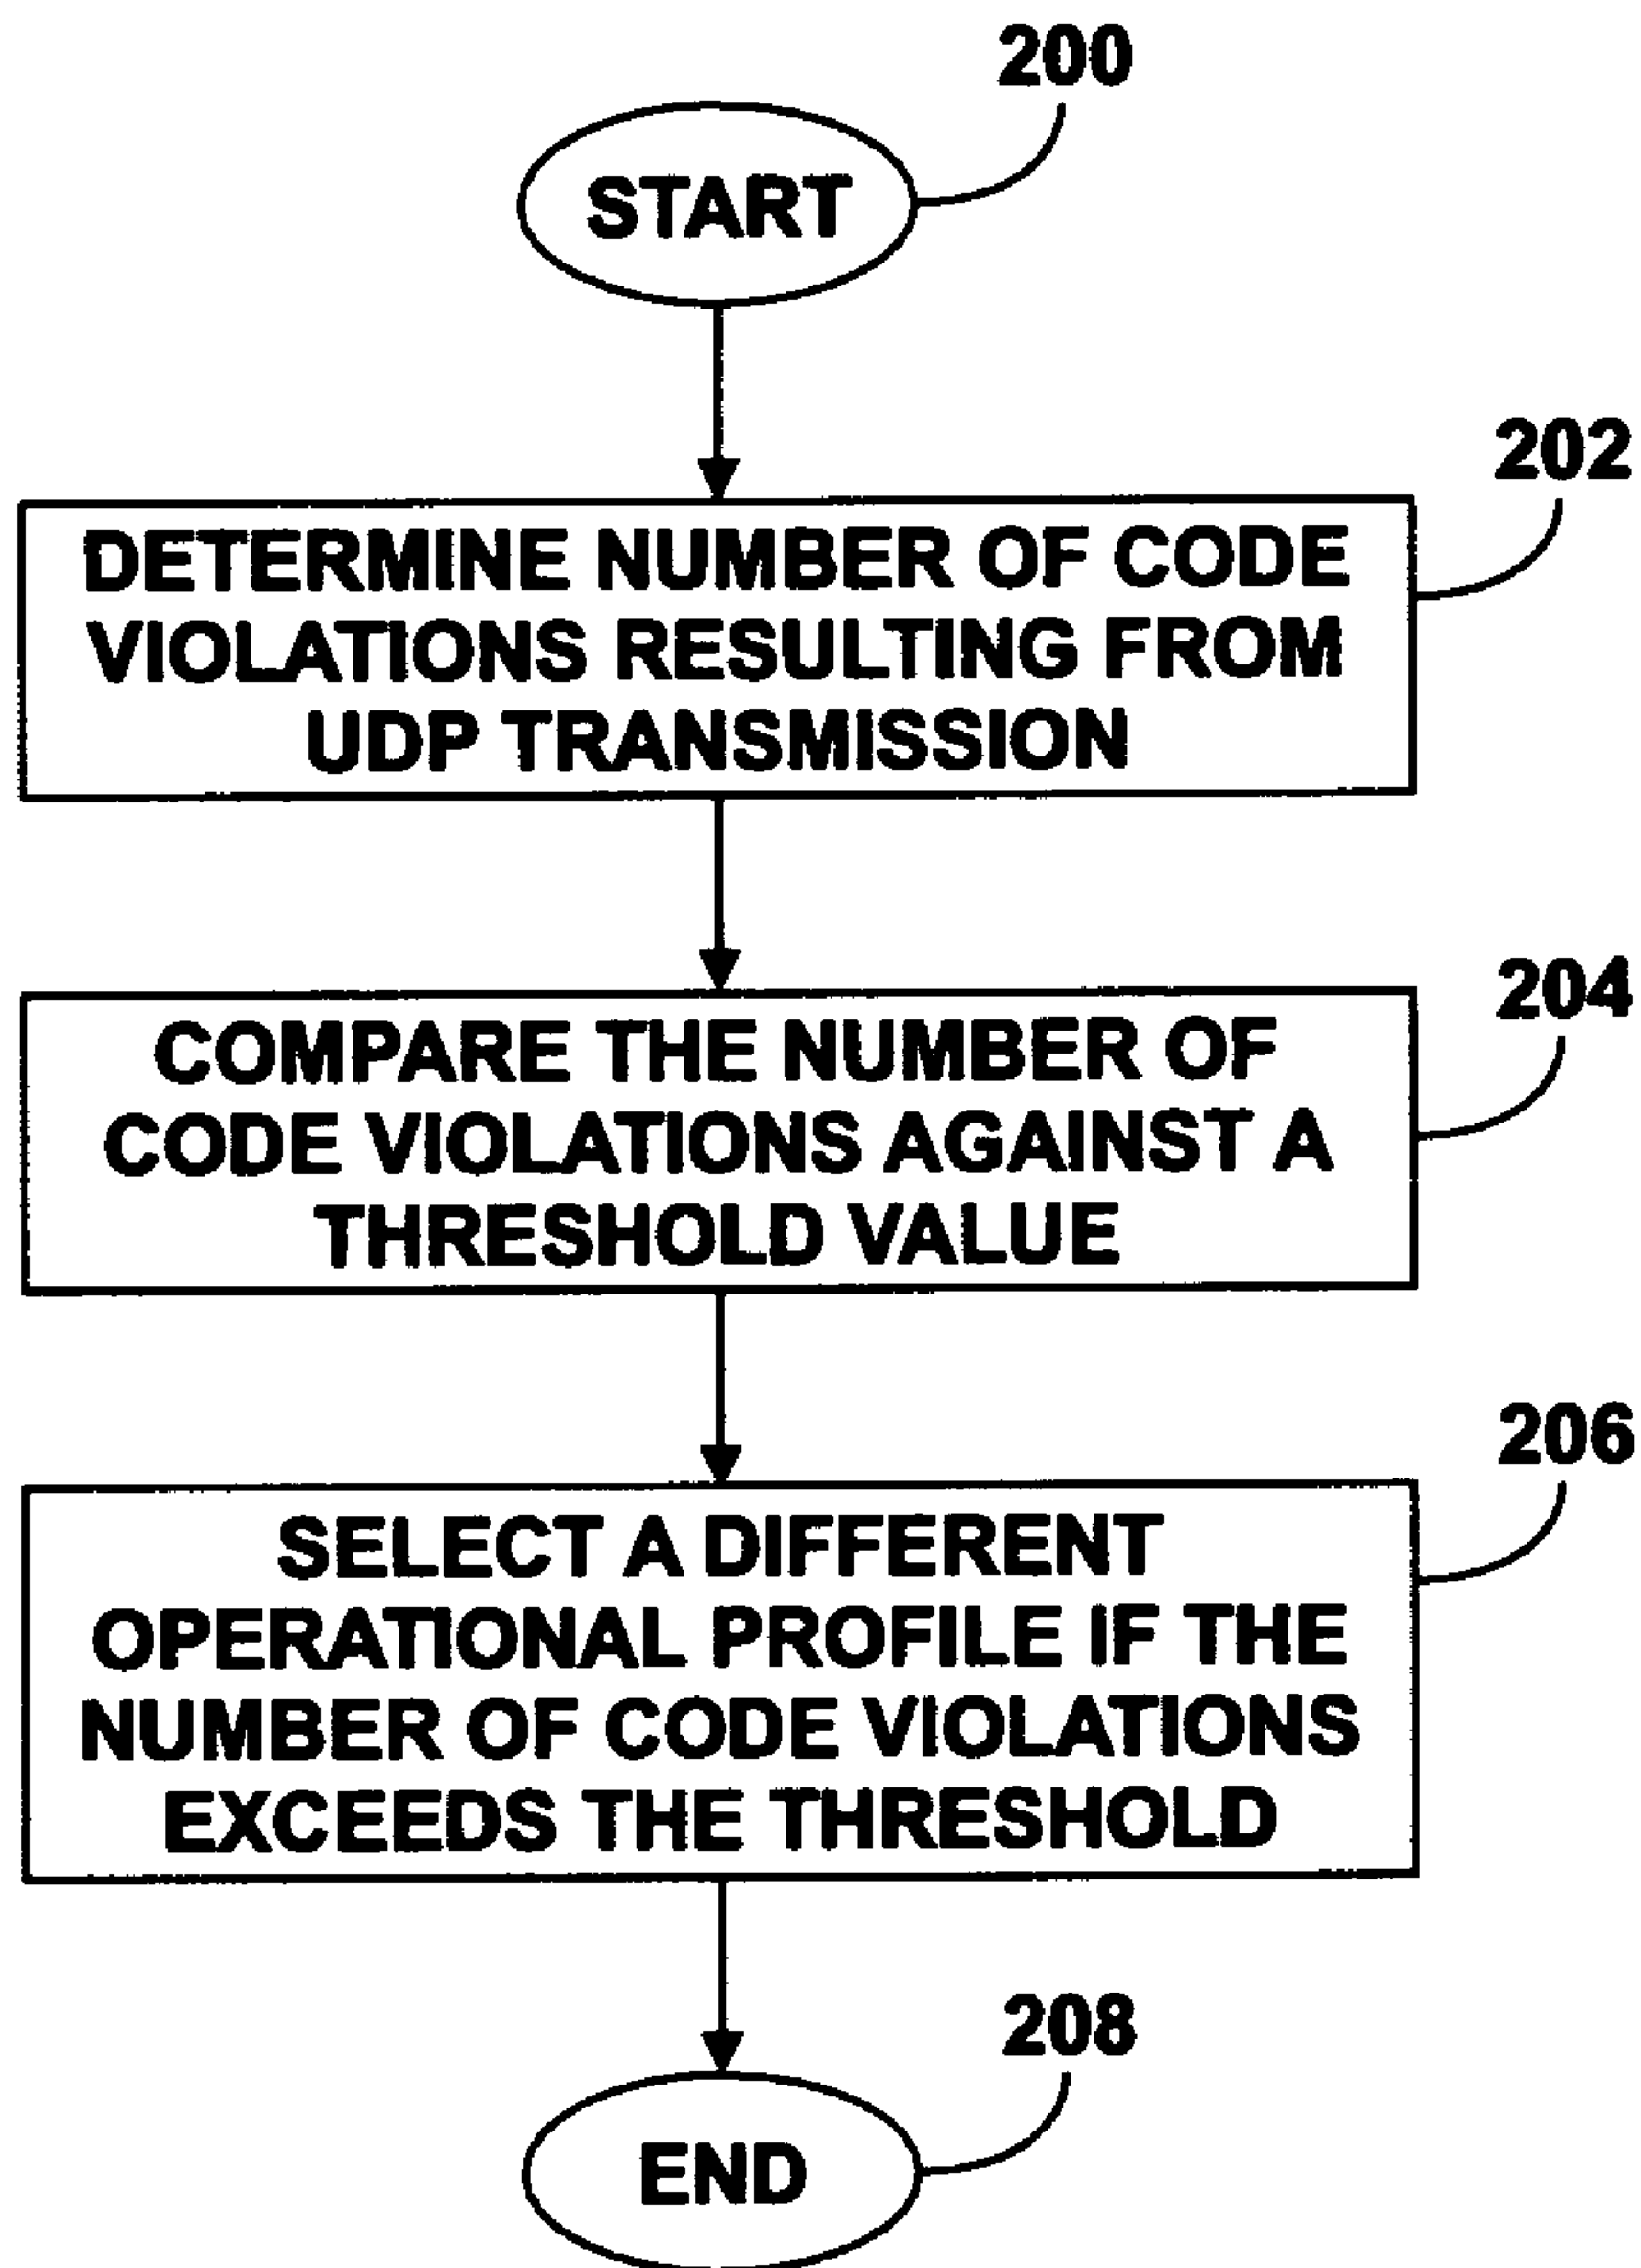 200
START
202
DETERMINE NUMBER OF CODE
VIOLATIONS RESULTING FROM
UDP TRANSMISSION
204
COMPARE THE NUMBER OF
CODE VIOLATIONS AGAINST A
THRESHOLD VALUE
206
SELECT A DIFFERENT
OPERATIONAL PROFILE IF THE
NUMBER OF CODE VIOLATIONS
EXCEEDS THE THRESHOLD
208
END